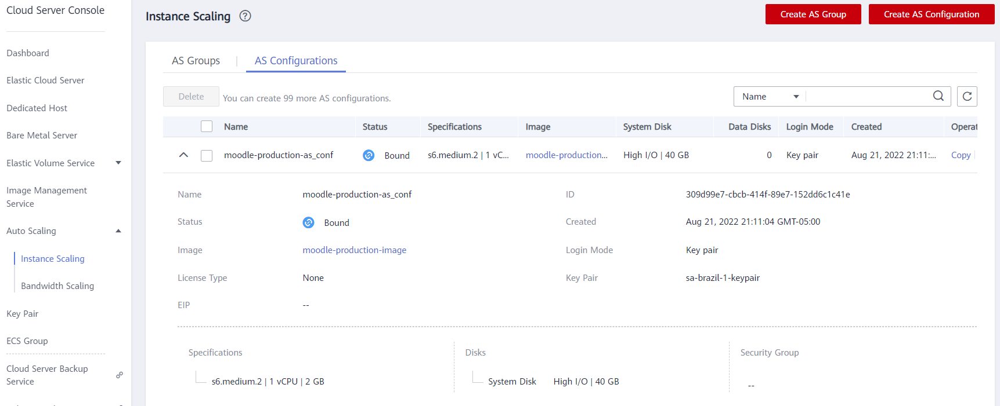 Cloud Server Console
Instance Scaling ?
Create AS Group
Create AS Configuration
Dashboard
Elastic Cloud Server
Dedicated Host
Bare Metal Server
Elastic Volume Service
Image Management
Service
Auto Scaling
Instance Scaling
Bandwidth Scaling
Key Pair
ECS Group
Cloud Server Backup
Service
AS Groups | AS Configurations
Delete You can create 99 more AS configurations.
Name
Name Status Specifications Image System Disk Data Disks Login Mode Created Operat
moodle-production-as_conf Bound s6.medium.2 | 1 vC... moodle-production... High I/O | 40 GB 0 Key pair Aug 21, 2022 21:11:... Copy
Name moodle-production-as_conf ID 309d99e7-cbcb-414f-89e7-152dd6c1c41e
Status Bound Created Aug 21, 2022 21:11:04 GMT-05:00
Image moodle-production-image Login Mode Key pair
License Type None Key Pair sa-brazil-1-keypair
EIP --
Specifications Disks Security Group
s6.medium.2 | 1 vCPU | 2 GB System Disk High I/O | 40 GB --